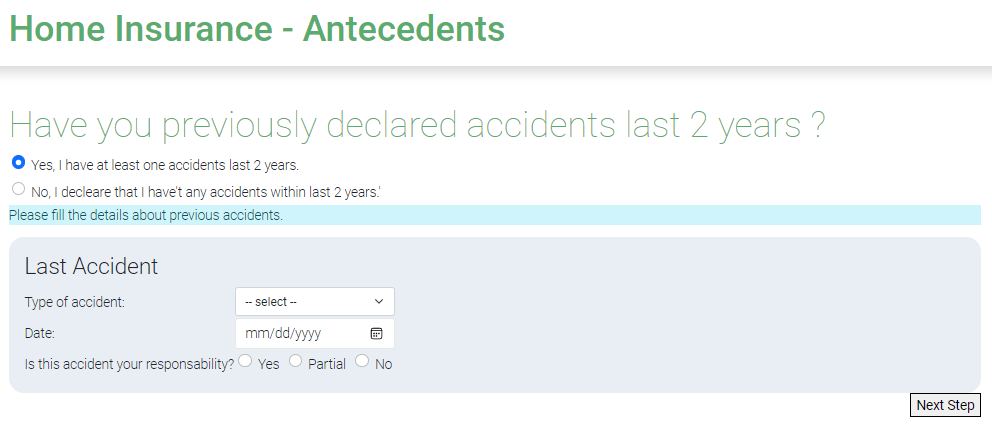 Home Insurance - Antecedents
Have you previously declared accidents last 2 years ?
Yes, I have at least one accidents last 2 years.
No, I decleare that I have't any accidents within last 2 years.'
Please fill the details about previous accidents.
Last Accident
Type of accident: -- select --
Date: mm/dd/yyyy
Is this accident your responsability? Yes Partial No
Next Step